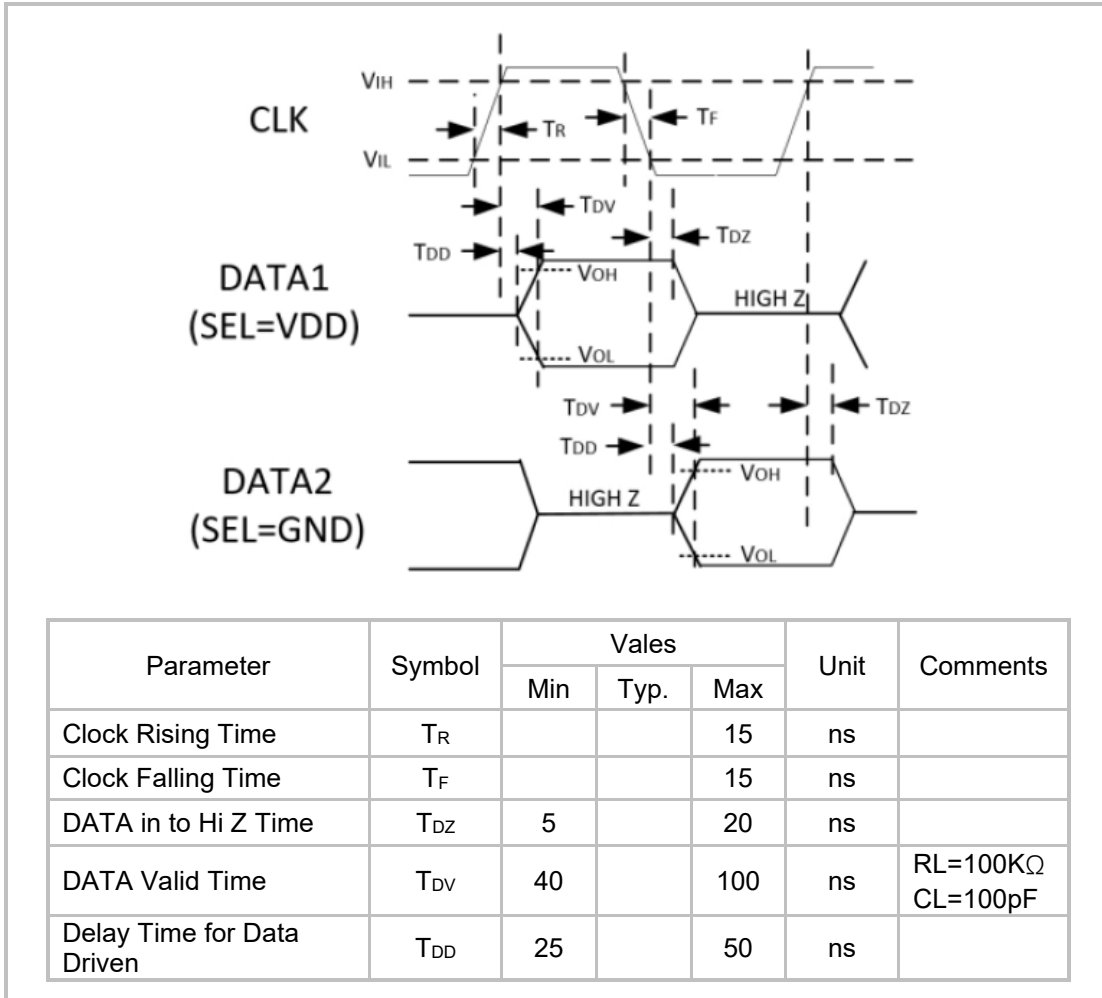 VIH
CLK
TR
TF
VIL
TDV
TDD
TDZ
DATA1
(SEL=VDD)
VOH
HIGH Z
VOL
TDV
TDZ
TDD
DATA2
(SEL=GND)
VOH
HIGH Z
VOL
Parameter Symbol Vales Unit Comments
Min Typ. Max
Clock Rising Time TR 15 ns
Clock Falling Time TF 15 ns
DATA in to Hi Z Time TDZ 5 20 ns
DATA Valid Time TDV 40 100 ns RL=100KΩ
CL=100pF
Delay Time for Data
Driven TDD 25 50 ns